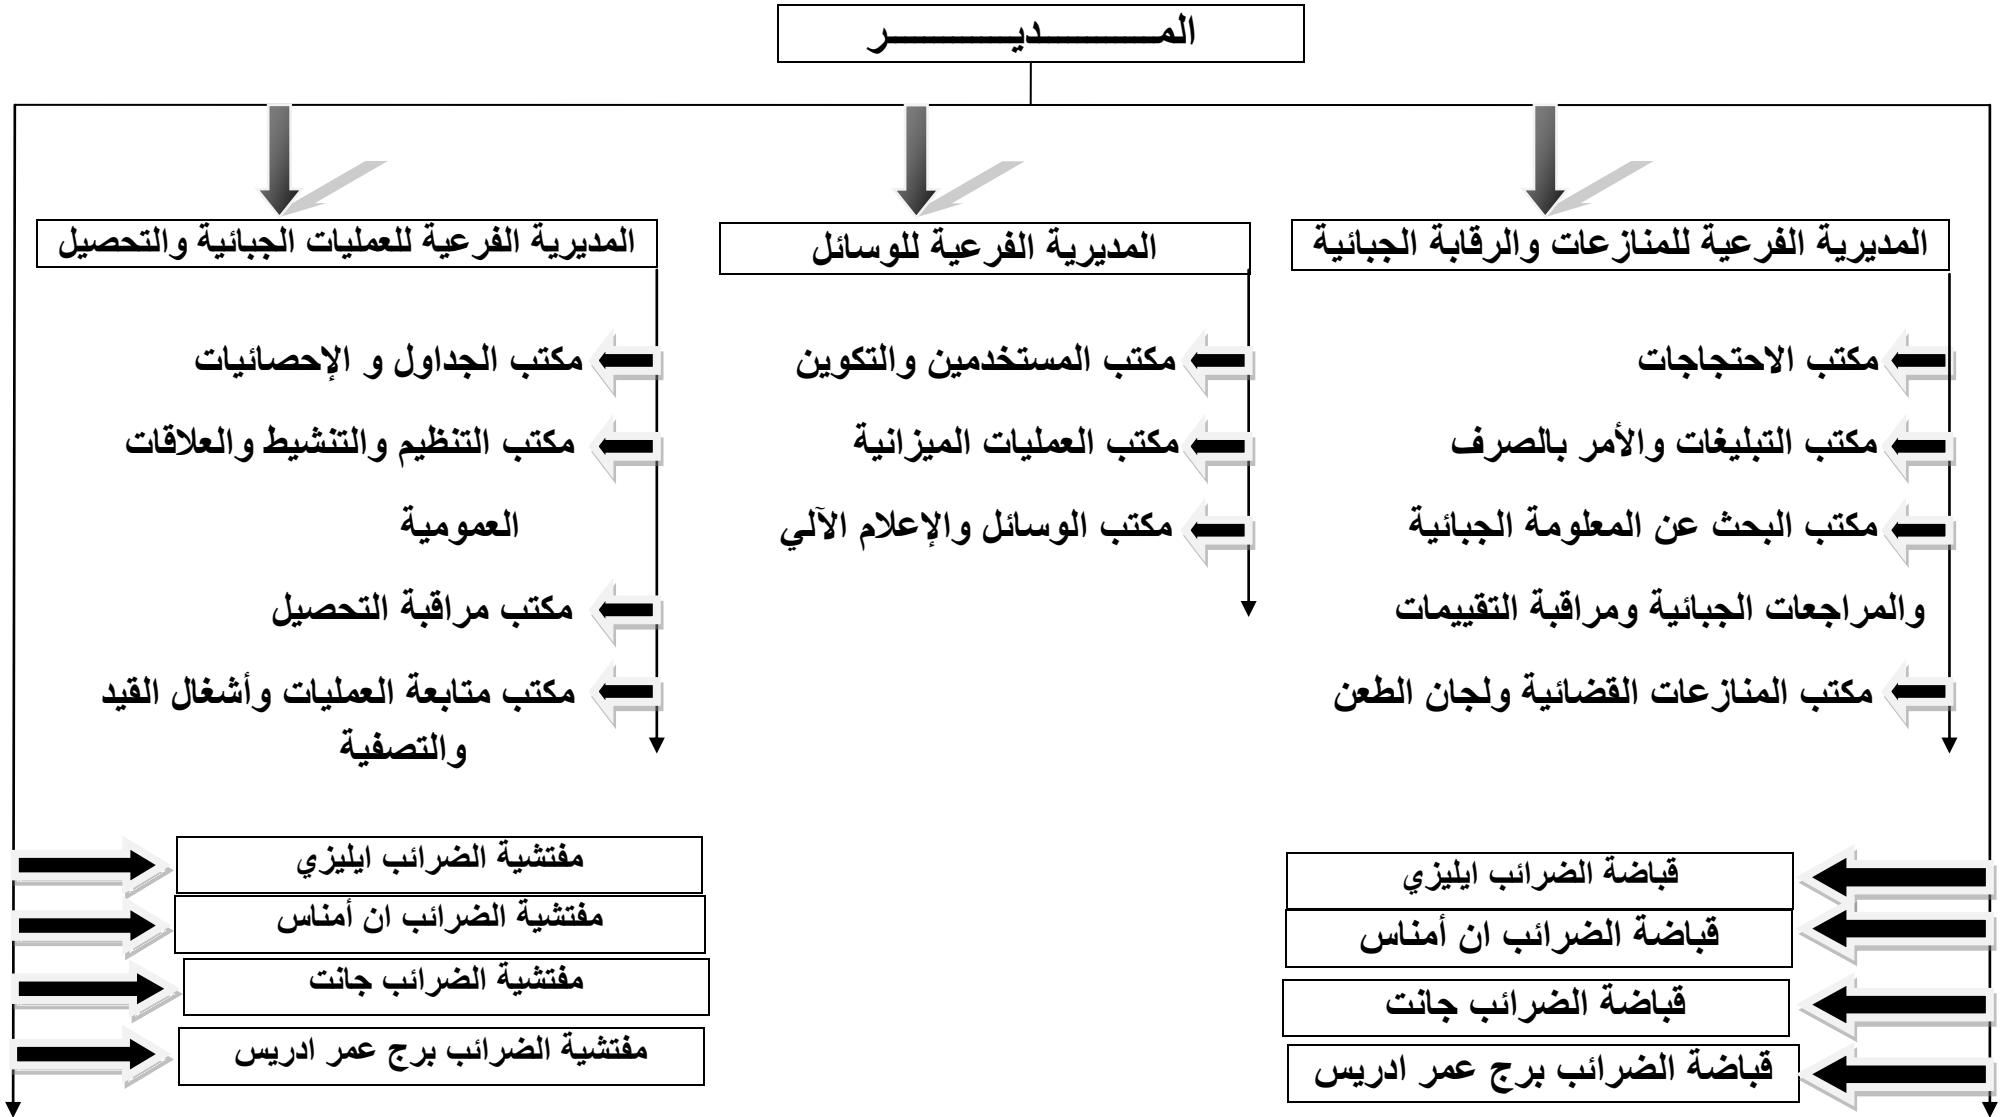 المـــــــديـــــــر
المديرية الفرعية للمنازعات والرقابة الجبائية
مكتب الاحتجاجات
مكتب التبليغات والأمر بالصرف
مكتب البحث عن المعلومة الجبائية
والمراجعات الجبائية ومراقبة التقييمات
مكتب المنازعات القضائية ولجان الطعن
المديرية الفرعية للوسائل
مكتب المستخدمين والتكوين
مكتب العمليات الميزانية
مكتب الوسائل والإعلام الآلي
المديرية الفرعية للعمليات الجبائية والتحصيل
مكتب الجداول و الإحصائيات
مكتب التنظيم والتنشيط والعلاقات
العمومية
مكتب مراقبة التحصيل
مكتب متابعة العمليات وأشغال القيد
والتصفية
قباضة الضرائب ايليزي
قباضة الضرائب ان أمناس
قباضة الضرائب جانت
قباضة الضرائب برج عمر ادريس
مفتشية الضرائب ايليزي
مفتشية الضرائب ان أمناس
مفتشية الضرائب جانت
مفتشية الضرائب برج عمر ادريس